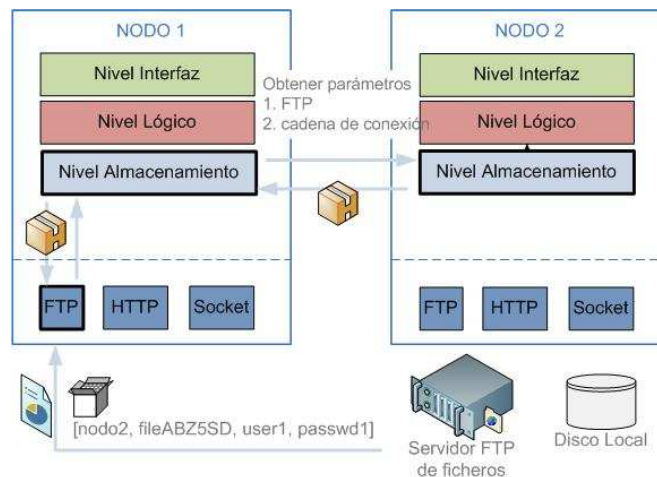 NODO 1
Nivel Interfaz
Nivel Lógico
Nivel Almacenamiento
FTP
HTTP
Socket
Obtener parámetros
1. FTP
2. cadena de conexión
NODO 2
Nivel Interfaz
Nivel Lógico
Nivel Almacenamiento
FTP
HTTP
Socket
[nodo2, fileABZ5SD, user1, passwd1]
Servidor FTP
de ficheros
Disco Local